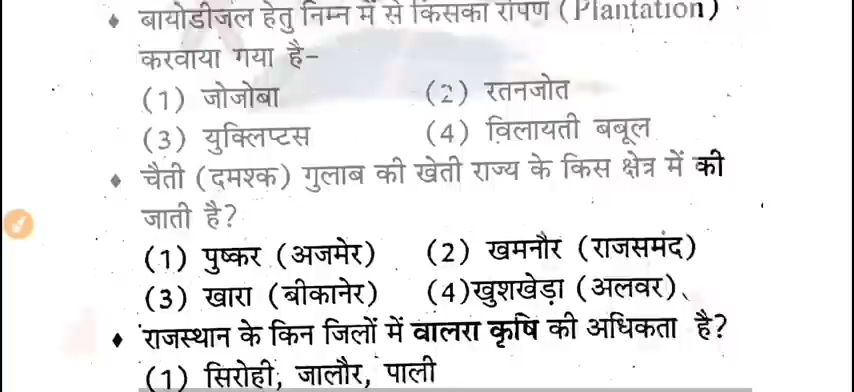 ♦ बायोडीजल हेतु निम्न में से किसका रोपण (Plantation)
करवाया गया है–
(1) जोजोबा (2) रतनजोत
(3) युक्लिप्टस (4) विलायती बबूल
♦ चैती (दमश्क) गुलाब की खेती राज्य के किस क्षेत्र में की
जाती है?
(1) पुष्कर (अजमेर) (2) खमनौर (राजसमंद)
(3) खारा (बीकानेर) (4)खुशखेड़ा (अलवर)
♦ राजस्थान के किन जिलों में वालरा कृषि की अधिकता है?
(1) सिरोही, जालौर, पाली